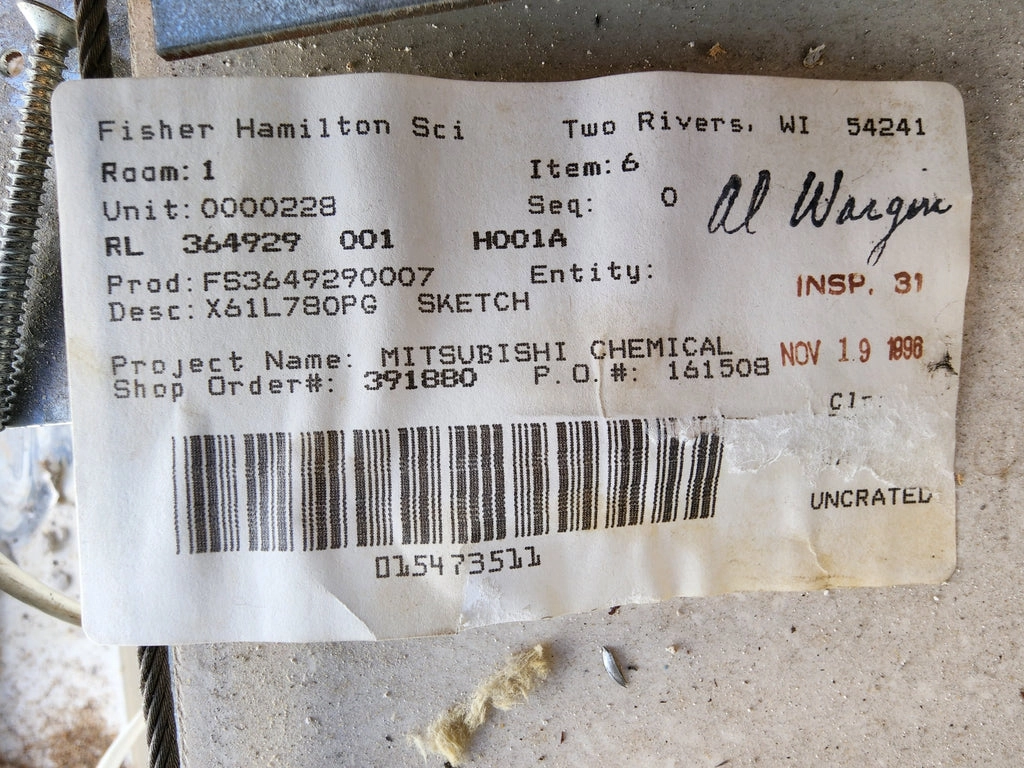 Fisher Hamilton Sci Two Rivers, WI 54241
Room: 1 Item: 6
Unit: 0000228 Seq: 0 Al Wargin
RL 364929 001 H001A
Prod: FS3649290007 Entity: INSP. 31
Desc: X61L780PG SKETCH
Project Name: MITSUBISHI CHEMICAL NOV 19 1996
Shop Order#: 391880 P.O.#: 161508
UNCRATED
015473511